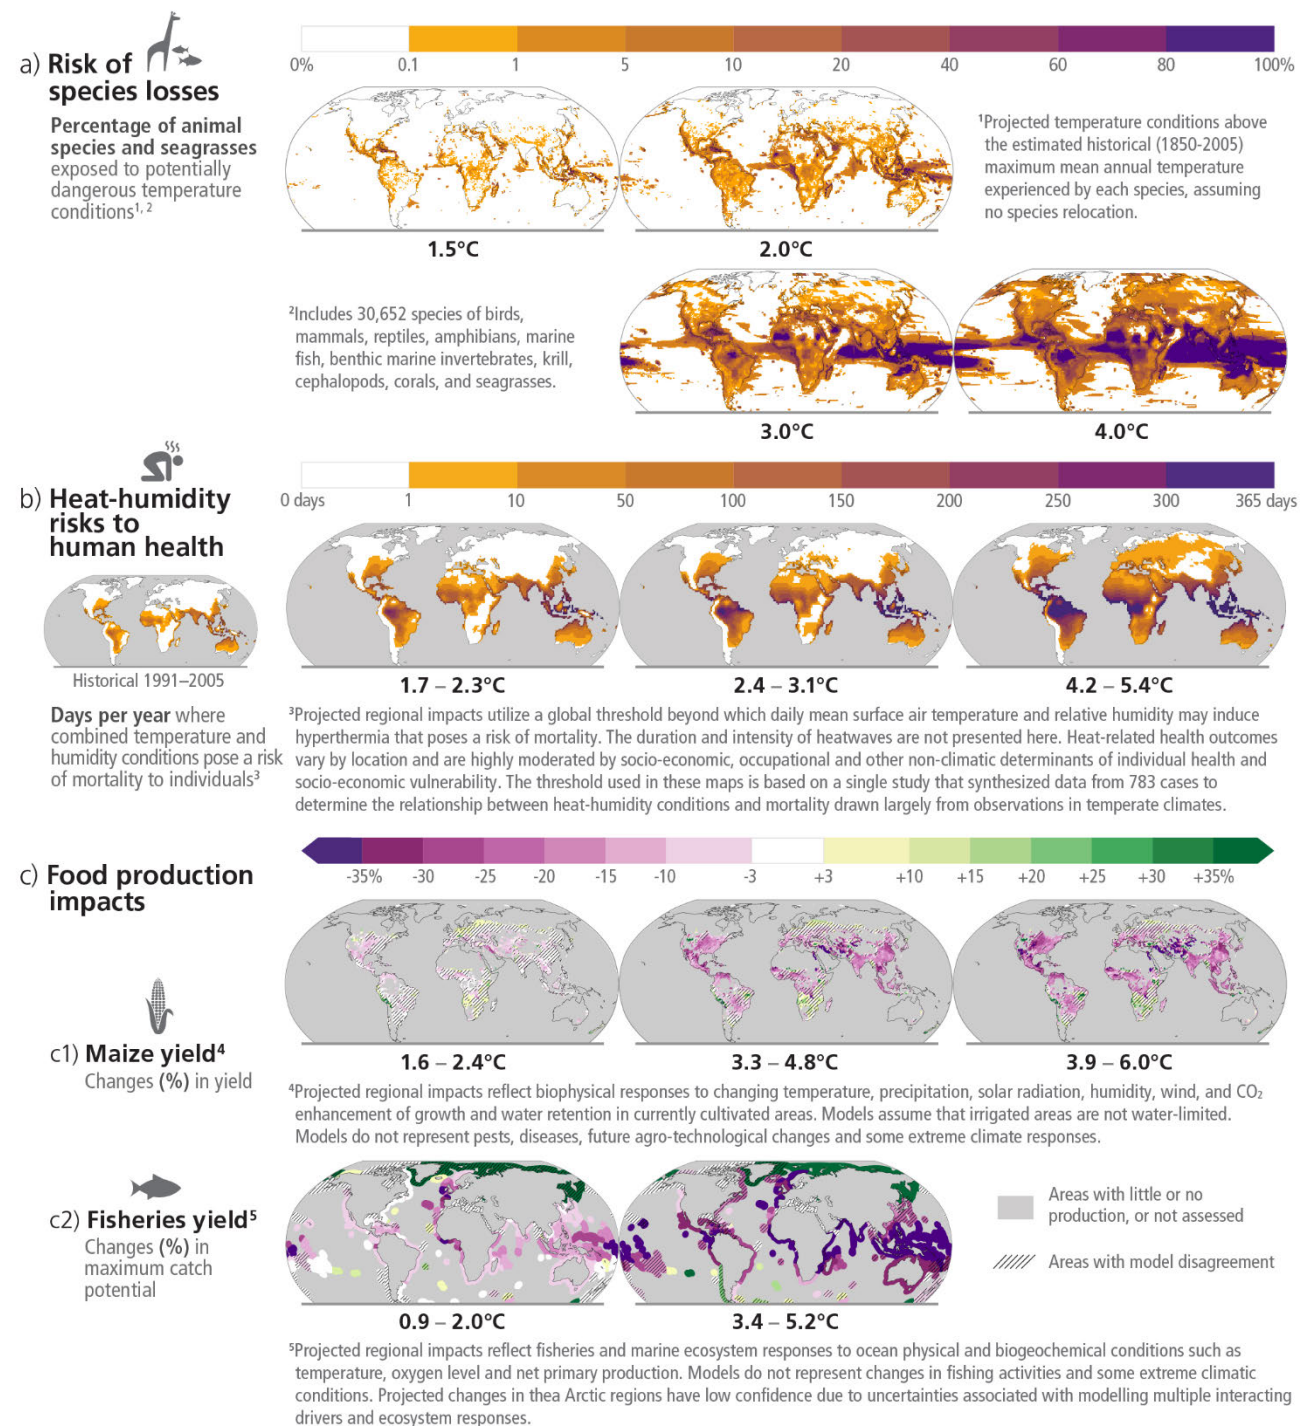 a) Risk of
species losses
Percentage of animal
species and seagrasses
exposed to potentially
dangerous temperature
conditions1, 2
0% 0.1 1 5 10 20 40 60 80 100%
1.5°C 2.0°C
¹Projected temperature conditions above
the estimated historical (1850-2005)
maximum mean annual temperature
experienced by each species, assuming
no species relocation.
²Includes 30,652 species of birds,
mammals, reptiles, amphibians, marine
fish, benthic marine invertebrates, krill,
cephalopods, corals, and seagrasses.
3.0°C 4.0°C
b) Heat-humidity
risks to
human health
0 days 1 10 50 100 150 200 250 300 365 days
Historical 1991–2005
1.7 – 2.3°C 2.4 – 3.1°C 4.2 – 5.4°C
Days per year where
combined temperature and
humidity conditions pose a risk
of mortality to individuals³
³Projected regional impacts utilize a global threshold beyond which daily mean surface air temperature and relative humidity may induce
hyperthermia that poses a risk of mortality. The duration and intensity of heatwaves are not presented here. Heat-related health outcomes
vary by location and are highly moderated by socio-economic, occupational and other non-climatic determinants of individual health and
socio-economic vulnerability. The threshold used in these maps is based on a single study that synthesized data from 783 cases to
determine the relationship between heat-humidity conditions and mortality drawn largely from observations in temperate climates.
c) Food production
impacts
-35% -30 -25 -20 -15 -10 -3 +3 +10 +15 +20 +25 +30 +35%
c1) Maize yield⁴
Changes (%) in yield
1.6 – 2.4°C 3.3 – 4.8°C 3.9 – 6.0°C
⁴Projected regional impacts reflect biophysical responses to changing temperature, precipitation, solar radiation, humidity, wind, and CO₂
enhancement of growth and water retention in currently cultivated areas. Models assume that irrigated areas are not water-limited.
Models do not represent pests, diseases, future agro-technological changes and some extreme climate responses.
c2) Fisheries yield⁵
Changes (%) in
maximum catch
potential
0.9 – 2.0°C 3.4 – 5.2°C
Areas with little or no
production, or not assessed
Areas with model disagreement
⁵Projected regional impacts reflect fisheries and marine ecosystem responses to ocean physical and biogeochemical conditions such as
temperature, oxygen level and net primary production. Models do not represent changes in fishing activities and some extreme climatic
conditions. Projected changes in thea Arctic regions have low confidence due to uncertainties associated with modelling multiple interacting
drivers and ecosystem responses.